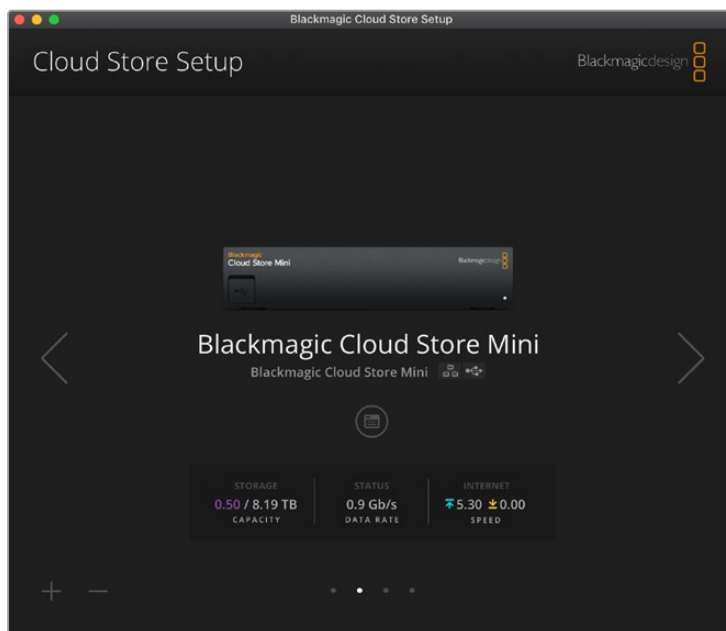 Blackmagic Cloud Store Setup
Cloud Store Setup
Blackmagicdesign
Blackmagic
Cloud Store Mini
Blackmagicdesign
Blackmagic Cloud Store Mini
Blackmagic Cloud Store Mini
STORAGE STATUS INTERNET
0.50 / 8.19 TB 0.9 Gb/s 5.30 0.00
CAPACITY DATA RATE SPEED